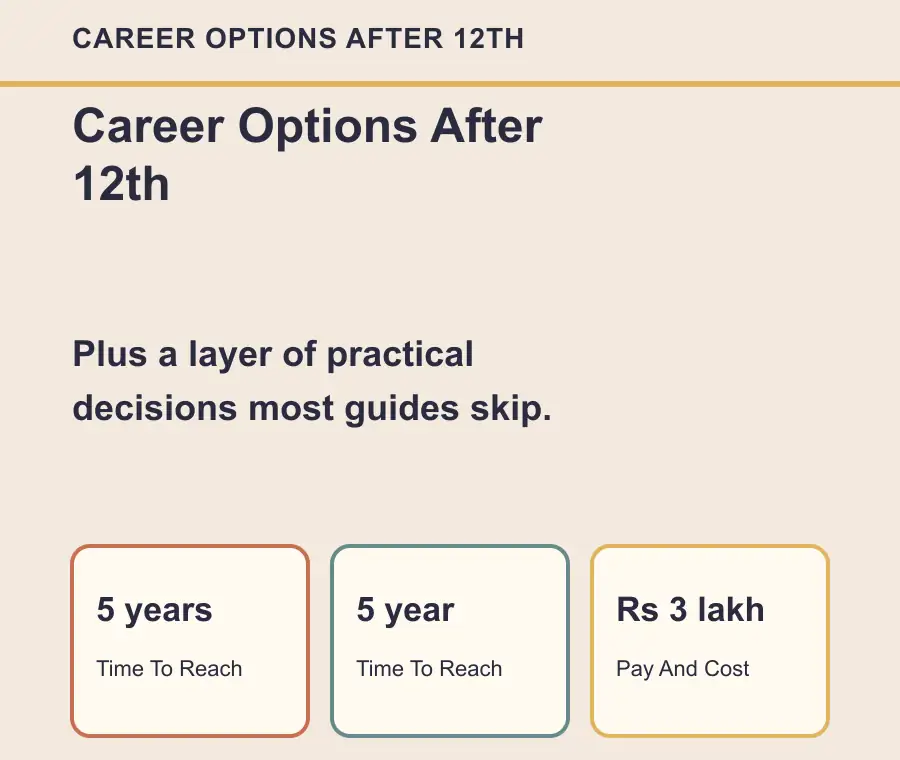 CAREER OPTIONS AFTER 12TH
Career Options After
12th
Plus a layer of practical
decisions most guides skip.
5 years
Time To Reach
5 year
Time To Reach
Rs 3 lakh
Pay And Cost